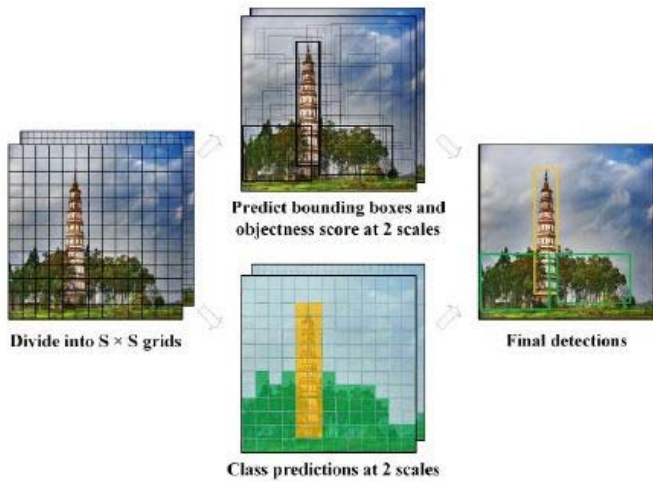 Predict bounding boxes and
objectness score at 2 scales
Divide into S × S grids
Final detections
Class predictions at 2 scales